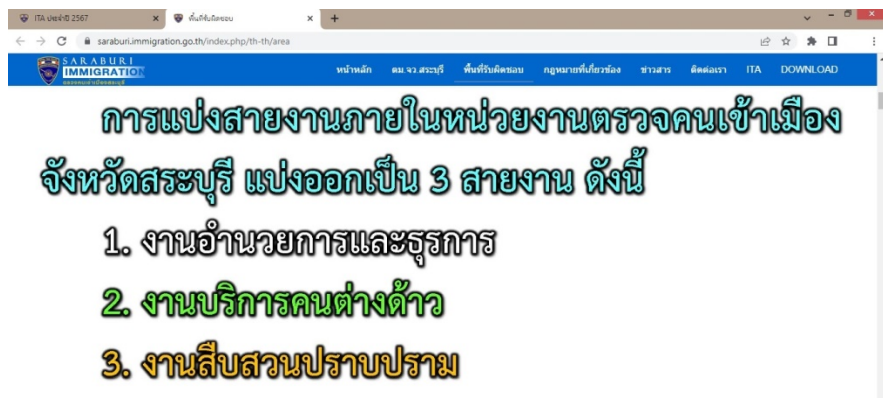 ITA ประจำปี 2567
พื้นที่รับผิดชอบ
saraburi.immigration.go.th/index.php/th-th/area
SARABURI
IMMIGRATION
หน้าหลัก ตม.จว.สระบุรี พื้นที่รับผิดชอบ กฎหมายที่เกี่ยวข้อง ข่าวสาร ติดต่อเรา ITA DOWNLOAD
การแบ่งสายงานภายในหน่วยงานตรวจคนเข้าเมือง
จังหวัดสระบุรี แบ่งออกเป็น 3 สายงาน ดังนี้
1. งานอำนวยการและธุรการ
2. งานบริการคนต่างด้าว
3. งานสืบสวนปราบปราม